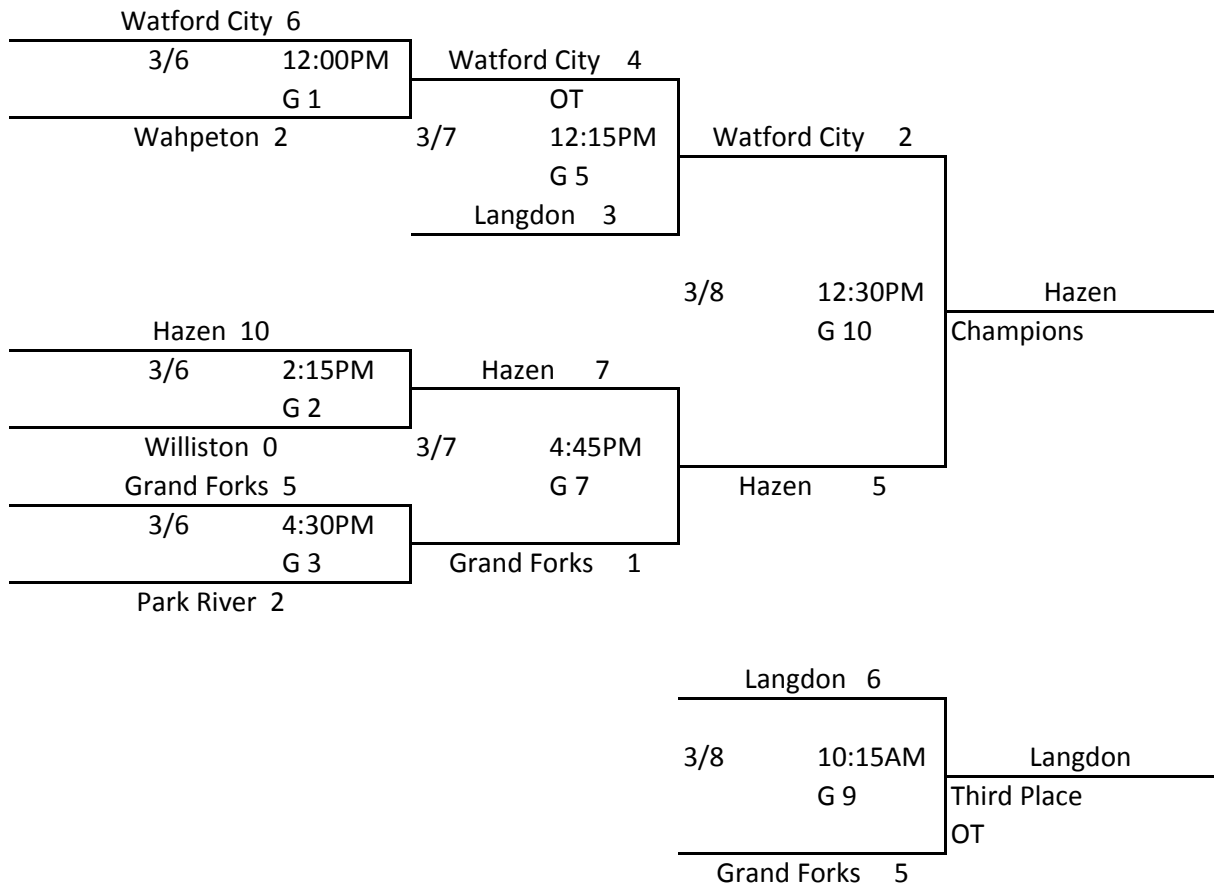 Watford City 6
3/6 12:00PM Watford City 4
G 1 OT
Wahpeton 2 3/7 12:15PM Watford City 2
G 5
Langdon 3
3/8 12:30PM Hazen
Hazen 10 G 10 Champions
3/6 2:15PM Hazen 7
G 2
Williston 0 3/7 4:45PM
Grand Forks 5 G 7 Hazen 5
3/6 4:30PM
G 3 Grand Forks 1
Park River 2
Langdon 6
3/8 10:15AM Langdon
G 9 Third Place
OT
Grand Forks 5